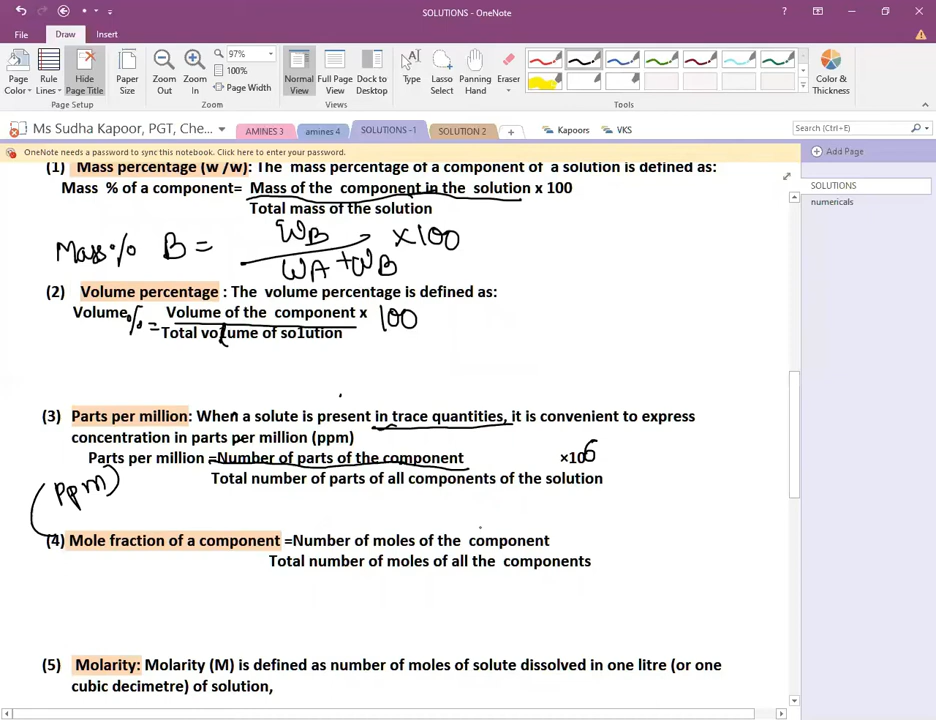 SOLUTIONS - OneNote
File Draw Insert
Page Color Rule Lines Hide Page Title Paper Size Zoom Out Zoom In 97% 100% Page Width Normal View Full Page View Dock to Desktop Type Lasso Select Panning Hand Eraser Color & Thickness
Page Setup Zoom Views Tools
Ms Sudha Kapoor, PGT, Che... AMINES 3 amines 4 SOLUTIONS -1 SOLUTION 2 Kapoors VKS Search (Ctrl+E)
OneNote needs a password to sync this notebook. Click here to enter your password.
Add Page
SOLUTIONS
numericals
(1) Mass percentage (w /w): The mass percentage of a component of a solution is defined as:
Mass % of a component= Mass of the component in the solution x 100
Total mass of the solution
Mass % B = WB x100
WA + WB
(2) Volume percentage : The volume percentage is defined as:
Volume % = Volume of the component x 100
Total volume of solution
(3) Parts per million: When a solute is present in trace quantities, it is convenient to express
concentration in parts per million (ppm)
Parts per million =Number of parts of the component ×10 6
Total number of parts of all components of the solution
(PPm)
(4) Mole fraction of a component =Number of moles of the component
Total number of moles of all the components
(5) Molarity: Molarity (M) is defined as number of moles of solute dissolved in one litre (or one
cubic decimetre) of solution,